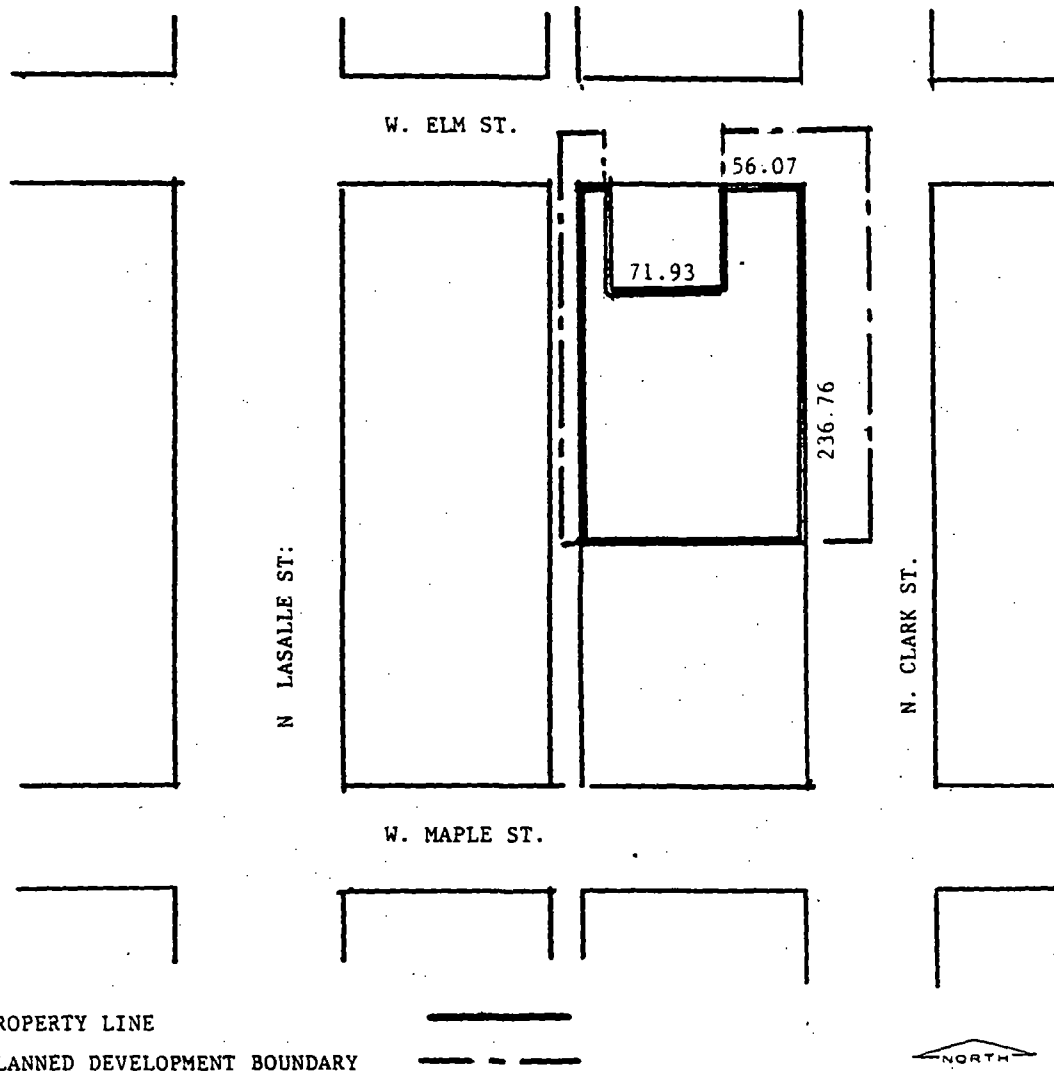 W. ELM ST.
56.07
71.93
236.76
N LASALLE ST:
N. CLARK ST.
W. MAPLE ST.
ROPERTY LINE
LANNED DEVELOPMENT BOUNDARY
NORTH